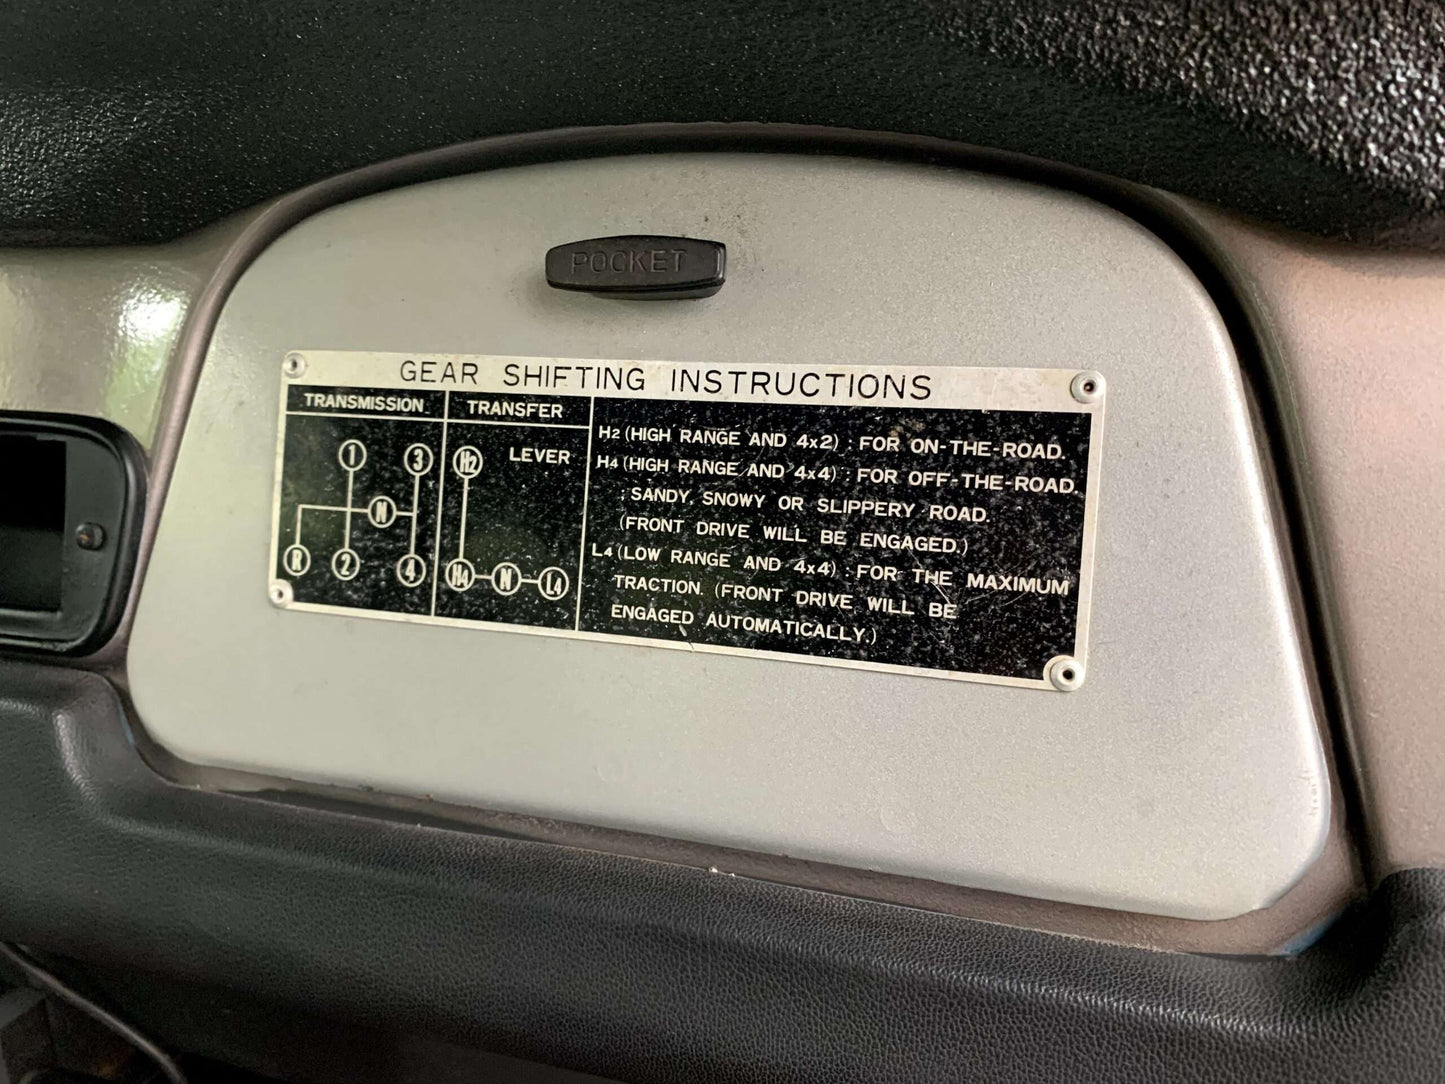 POCKET
GEAR SHIFTING INSTRUCTIONS
TRANSMISSION
1 3
N
R 2 4
TRANSFER
H2 LEVER
H4 N L4
H2 (HIGH RANGE AND 4x2) : FOR ON-THE-ROAD.
H4 (HIGH RANGE AND 4x4) : FOR OFF-THE-ROAD.
: SANDY, SNOWY OR SLIPPERY ROAD.
(FRONT DRIVE WILL BE ENGAGED.)
L4 (LOW RANGE AND 4x4) : FOR THE MAXIMUM
TRACTION. (FRONT DRIVE WILL BE
ENGAGED AUTOMATICALLY.)